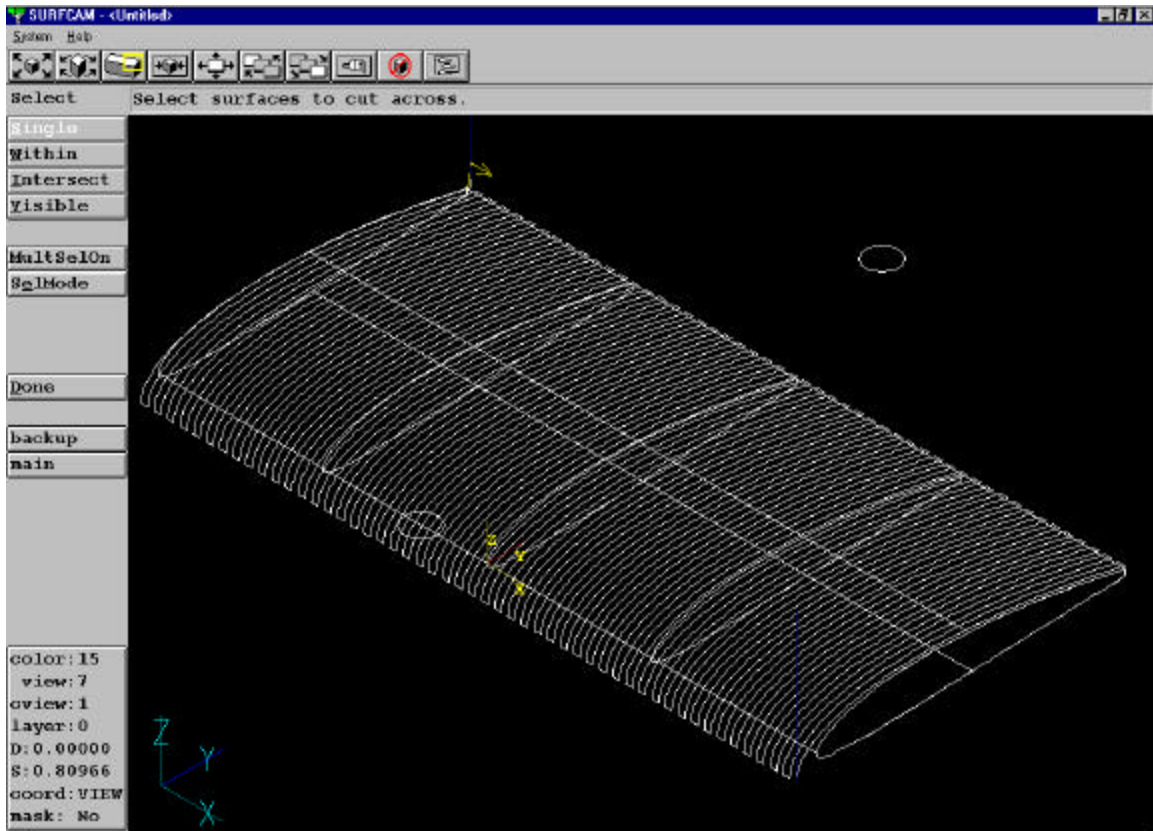 SURFCAM - <Untitled>
System Help
Select
Select surfaces to cut across.
Single
Within
Intersect
Visible
MultSelOn
SelMode
Done
backup
main
Z
Y
X
color:15
view:7
cview:1
layer:0
D:0.00000
S:0.80966
coord:VIEW
mask: No
Z
Y
X